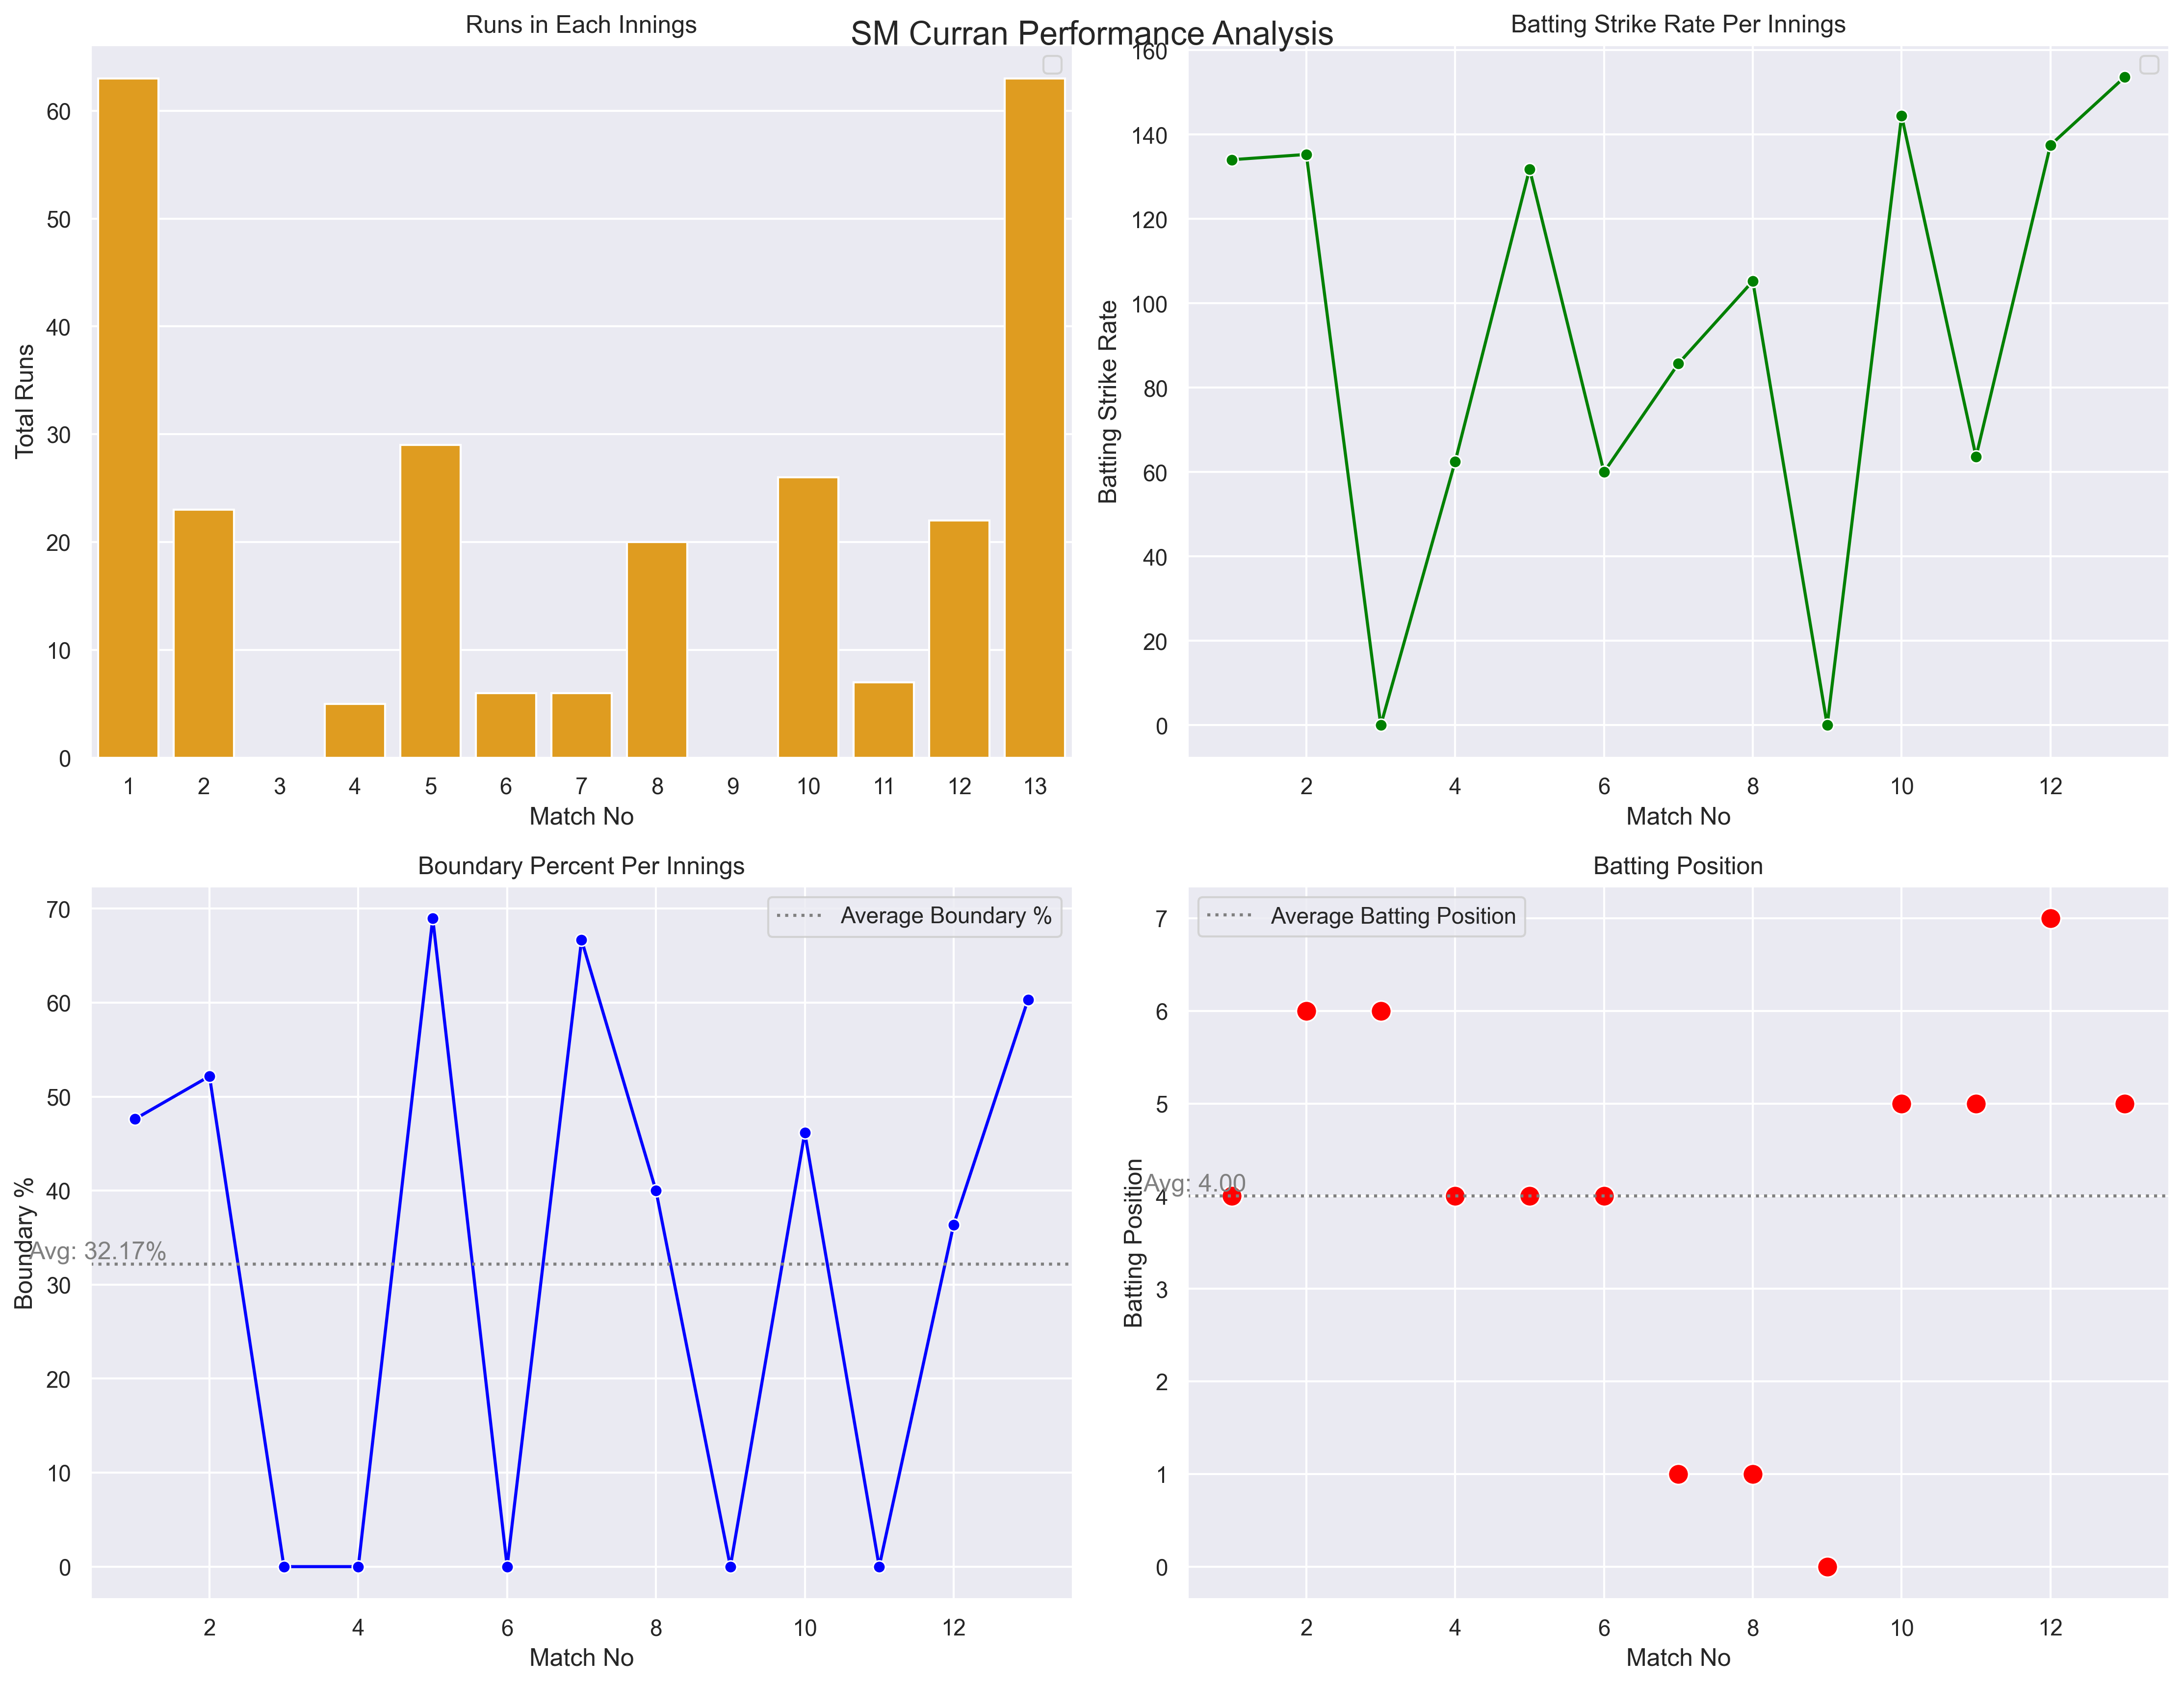 SM Curran Performance Analysis
Runs in Each Innings
60
50
40
30
20
10
0
Total Runs
1 2 3 4 5 6 7 8 9 10 11 12 13
Match No
Batting Strike Rate Per Innings
160
140
120
100
80
60
40
20
0
Batting Strike Rate
2 4 6 8 10 12
Match No
Boundary Percent Per Innings
Average Boundary %
70
60
50
40
30
20
10
0
Boundary %
Avg: 32.17%
2 4 6 8 10 12
Match No
Batting Position
Average Batting Position
7
6
5
4
3
2
1
0
Batting Position
Avg: 4.00
2 4 6 8 10 12
Match No